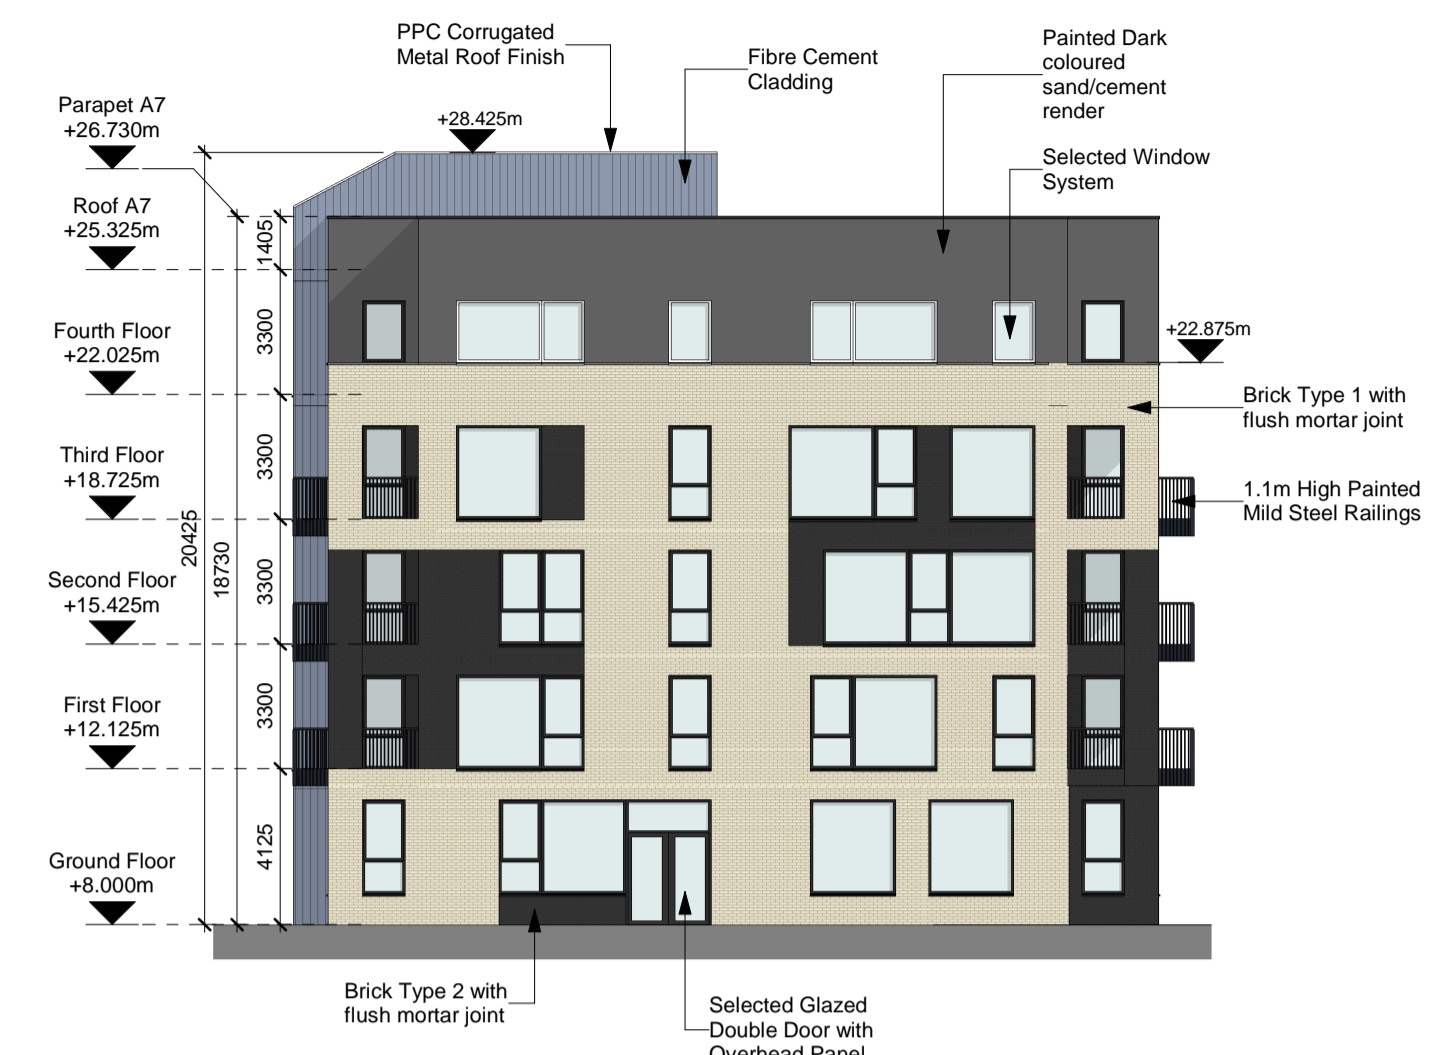 PPC Corrugated
Metal Roof Finish
Fibre Cement
Cladding
Painted Dark
coloured
sand/cement
render
Parapet A7
+26.730m
+28.425m
Selected Window
System
Roof A7
+25.325m
1405
Fourth Floor
+22.025m
3300
+22.875m
Brick Type 1 with
flush mortar joint
Third Floor
+18.725m
3300
1.1m High Painted
Mild Steel Railings
20425
18730
Second Floor
+15.425m
3300
First Floor
+12.125m
3300
Ground Floor
+8.000m
4125
Brick Type 2 with
flush mortar joint
Selected Glazed
Double Door with
Overhead Panel